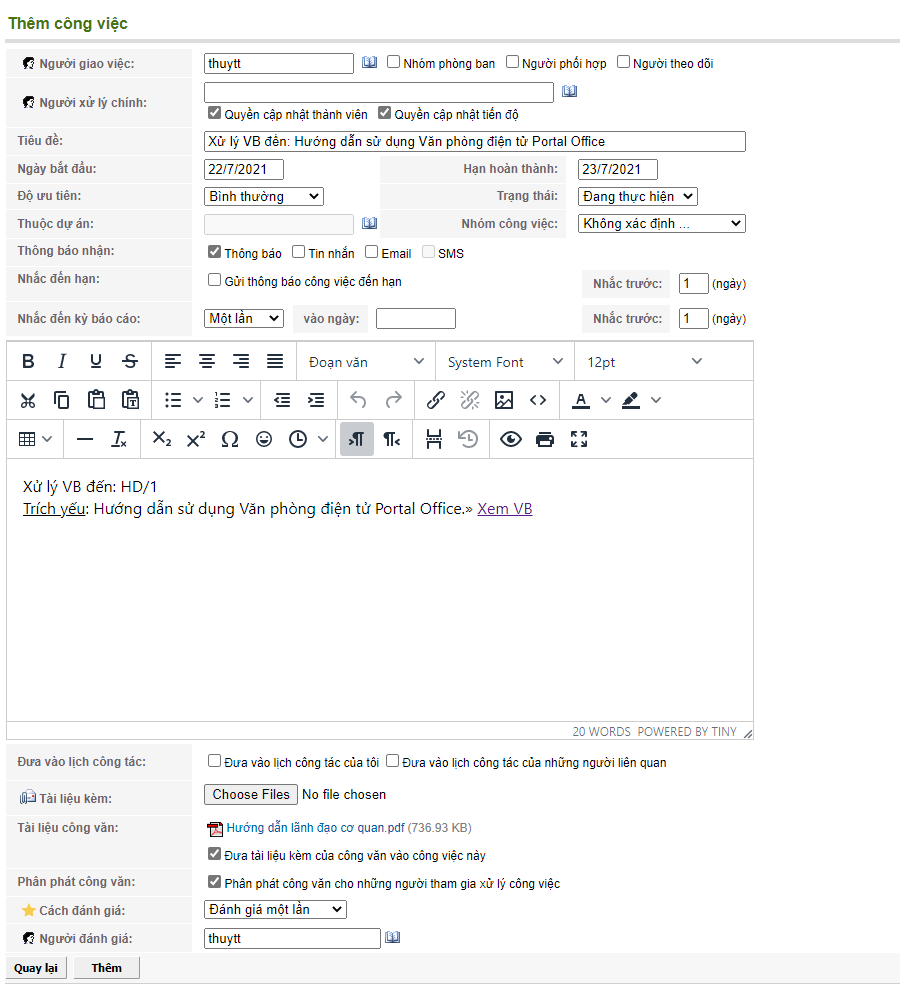 Thêm công việc
Người giao việc: thuytt Nhóm phòng ban Người phối hợp Người theo dõi
Người xử lý chính:
Quyền cập nhật thành viên Quyền cập nhật tiến độ
Tiêu đề: Xử lý VB đến: Hướng dẫn sử dụng Văn phòng điện tử Portal Office
Ngày bắt đầu: 22/7/2021 Hạn hoàn thành: 23/7/2021
Độ ưu tiên: Bình thường Trạng thái: Đang thực hiện
Thuộc dự án: Nhóm công việc: Không xác định ...
Thông báo nhận: Thông báo Tin nhắn Email SMS
Nhắc đến hạn: Gửi thông báo công việc đến hạn Nhắc trước: 1 (ngày)
Nhắc đến kỳ báo cáo: Một lần vào ngày: Nhắc trước: 1 (ngày)
Đoạn văn System Font 12pt
Xử lý VB đến: HD/1
Trích yếu: Hướng dẫn sử dụng Văn phòng điện tử Portal Office.» Xem VB
20 WORDS POWERED BY TINY
Đưa vào lịch công tác: Đưa vào lịch công tác của tôi Đưa vào lịch công tác của những người liên quan
Tài liệu kèm: Choose Files No file chosen
Tài liệu công văn: Hướng dẫn lãnh đạo cơ quan.pdf (736.93 KB)
Đưa tài liệu kèm của công văn vào công việc này
Phân phát công văn: Phân phát công văn cho những người tham gia xử lý công việc
Cách đánh giá: Đánh giá một lần
Người đánh giá: thuytt
Quay lại Thêm